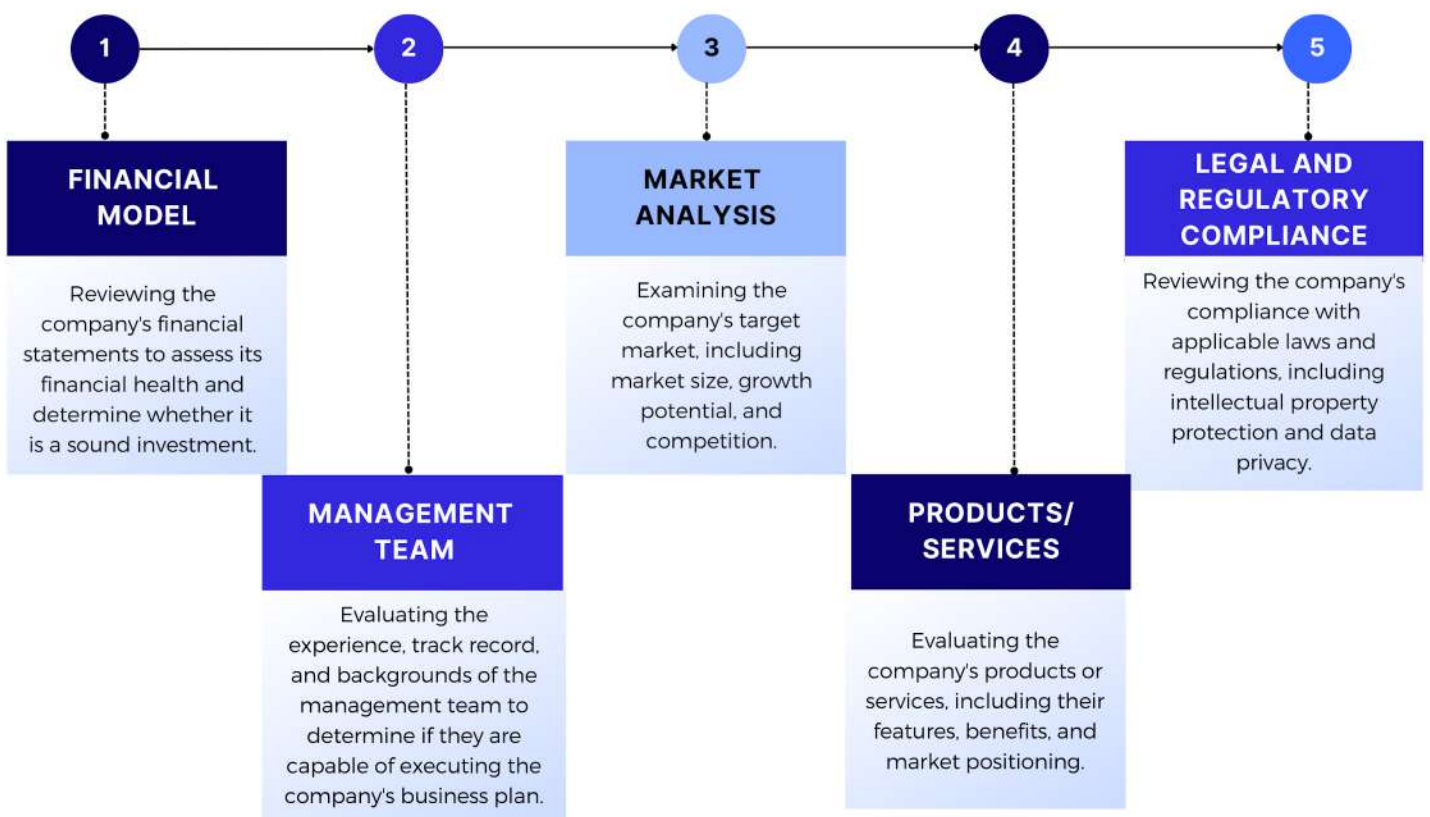 1
2
3
4
5
FINANCIAL
MODEL
Reviewing the
company's financial
statements to assess its
financial health and
determine whether it
is a sound investment.
MANAGEMENT
TEAM
Evaluating the
experience, track record,
and backgrounds of the
management team to
determine if they are
capable of executing the
company's business plan.
MARKET
ANALYSIS
Examining the
company's target
market, including
market size, growth
potential, and
competition.
PRODUCTS/
SERVICES
Evaluating the
company's products or
services, including their
features, benefits, and
market positioning.
LEGAL AND
REGULATORY
COMPLIANCE
Reviewing the company's
compliance with
applicable laws and
regulations, including
intellectual property
protection and data
privacy.